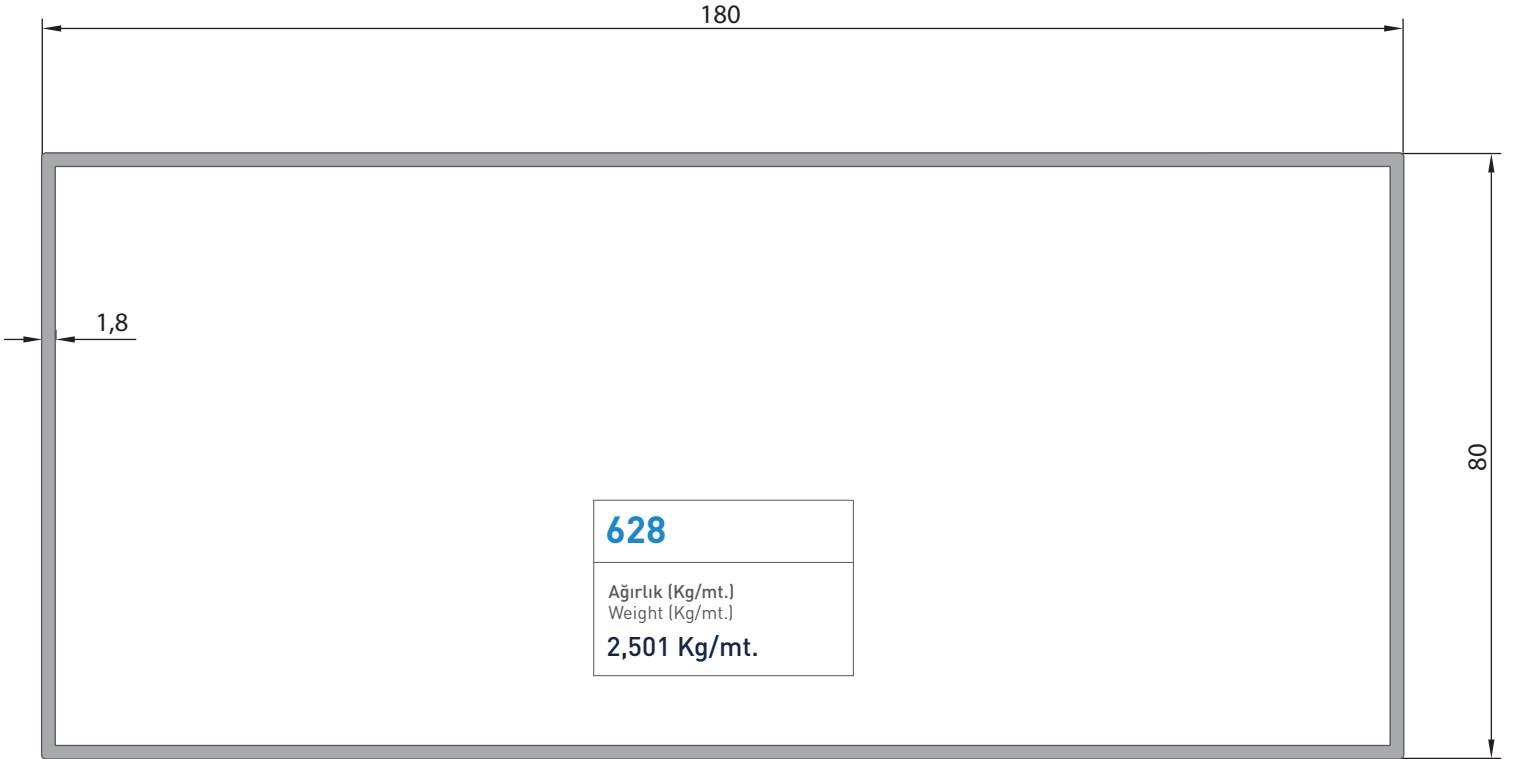 180
1,8
80
628
Ağırlık (Kg/mt.)
Weight (Kg/mt.)
2,501 Kg/mt.